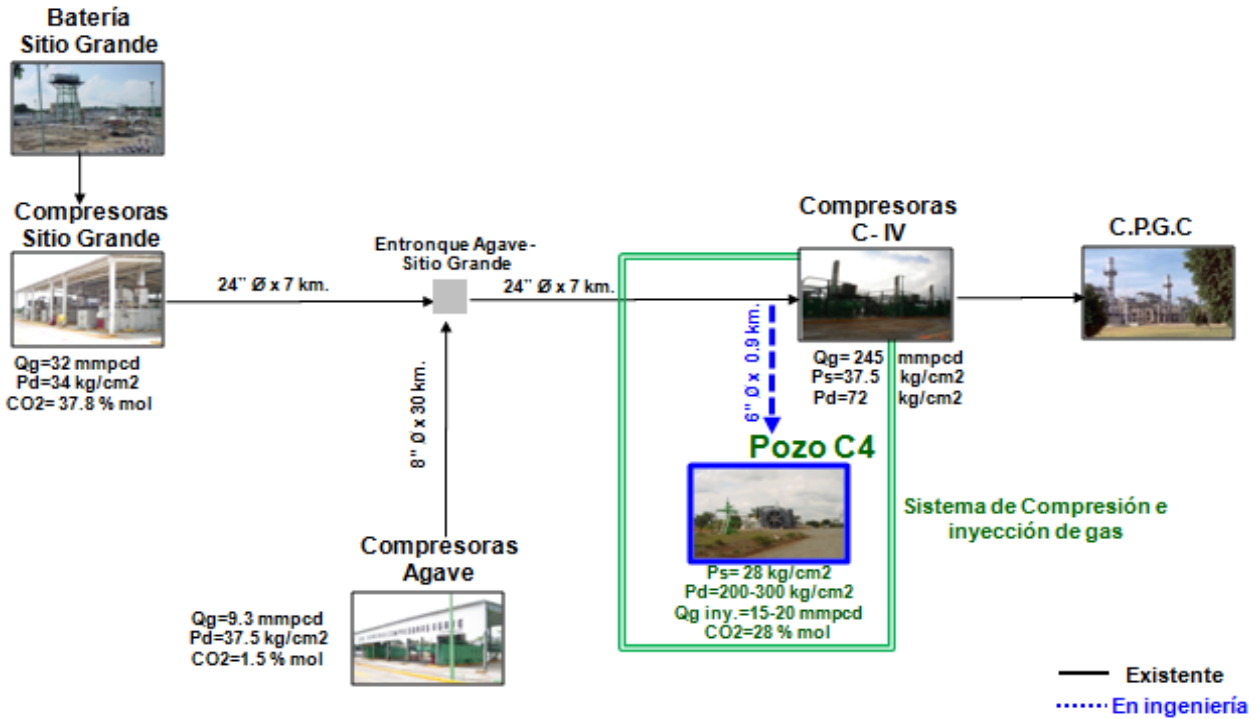 Batería
Sitio Grande
Compresoras
Sitio Grande
Qg=32 mmpcd
Pd=34 kg/cm2
CO2= 37.8 % mol
24" Ø x 7 km.
Entronque Agave-
Sitio Grande
24" Ø x 7 km.
8" Ø x 30 km.
Compresoras
Agave
Qg=9.3 mmpcd
Pd=37.5 kg/cm2
CO2=1.5 % mol
Compresoras
C- IV
Qg= 245 mmpcd
Ps=37.5 kg/cm2
Pd=72 kg/cm2
C.P.G.C
6" Ø x 0.9 km.
Pozo C4
Ps= 28 kg/cm2
Pd=200-300 kg/cm2
Qg iny.=15-20 mmpcd
CO2=28 % mol
Sistema de Compresión e
inyección de gas
Existente
En ingeniería